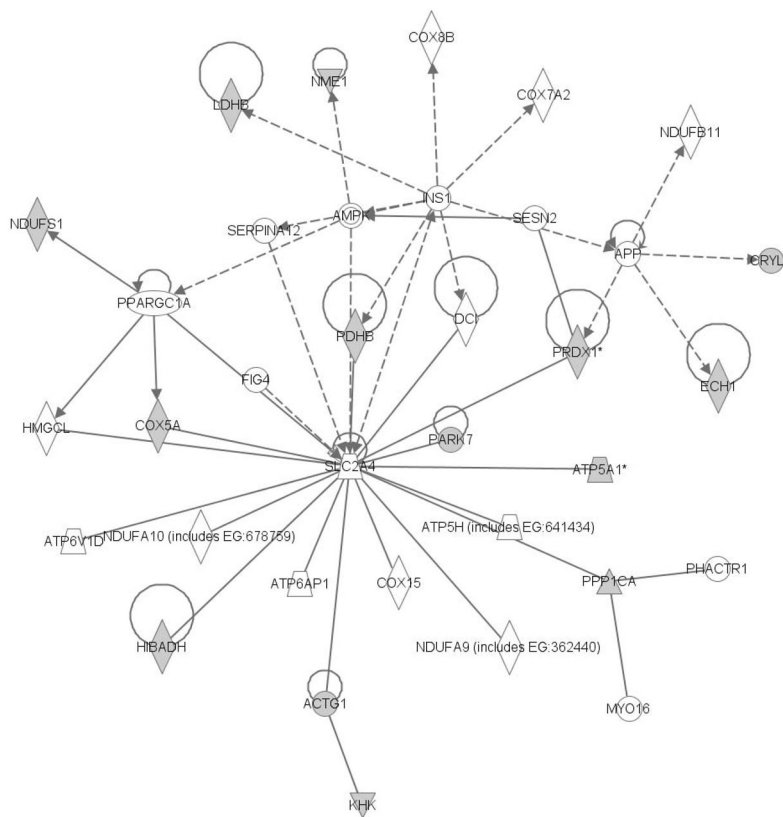 COX8B
NME1
LDHB
COX7A2
NDUFB11
INS1
AMPK
SESN2
NDUFS1
SERPINA12
APP
CRYL
PPARGC1A
DCI
PDHB
PRDX1*
FIG4
ECH1
HMGCL
COX5A
PARK7
SLC2A4
ATP5A1*
ATP6V1D
NDUFA10 (includes EG:678759)
ATP5H (includes EG:641434)
ATP6AP1
COX15
PPP1CA
PHACTR1
HIBADH
NDUFA9 (includes EG:362440)
ACTG1
MYO16
KHK